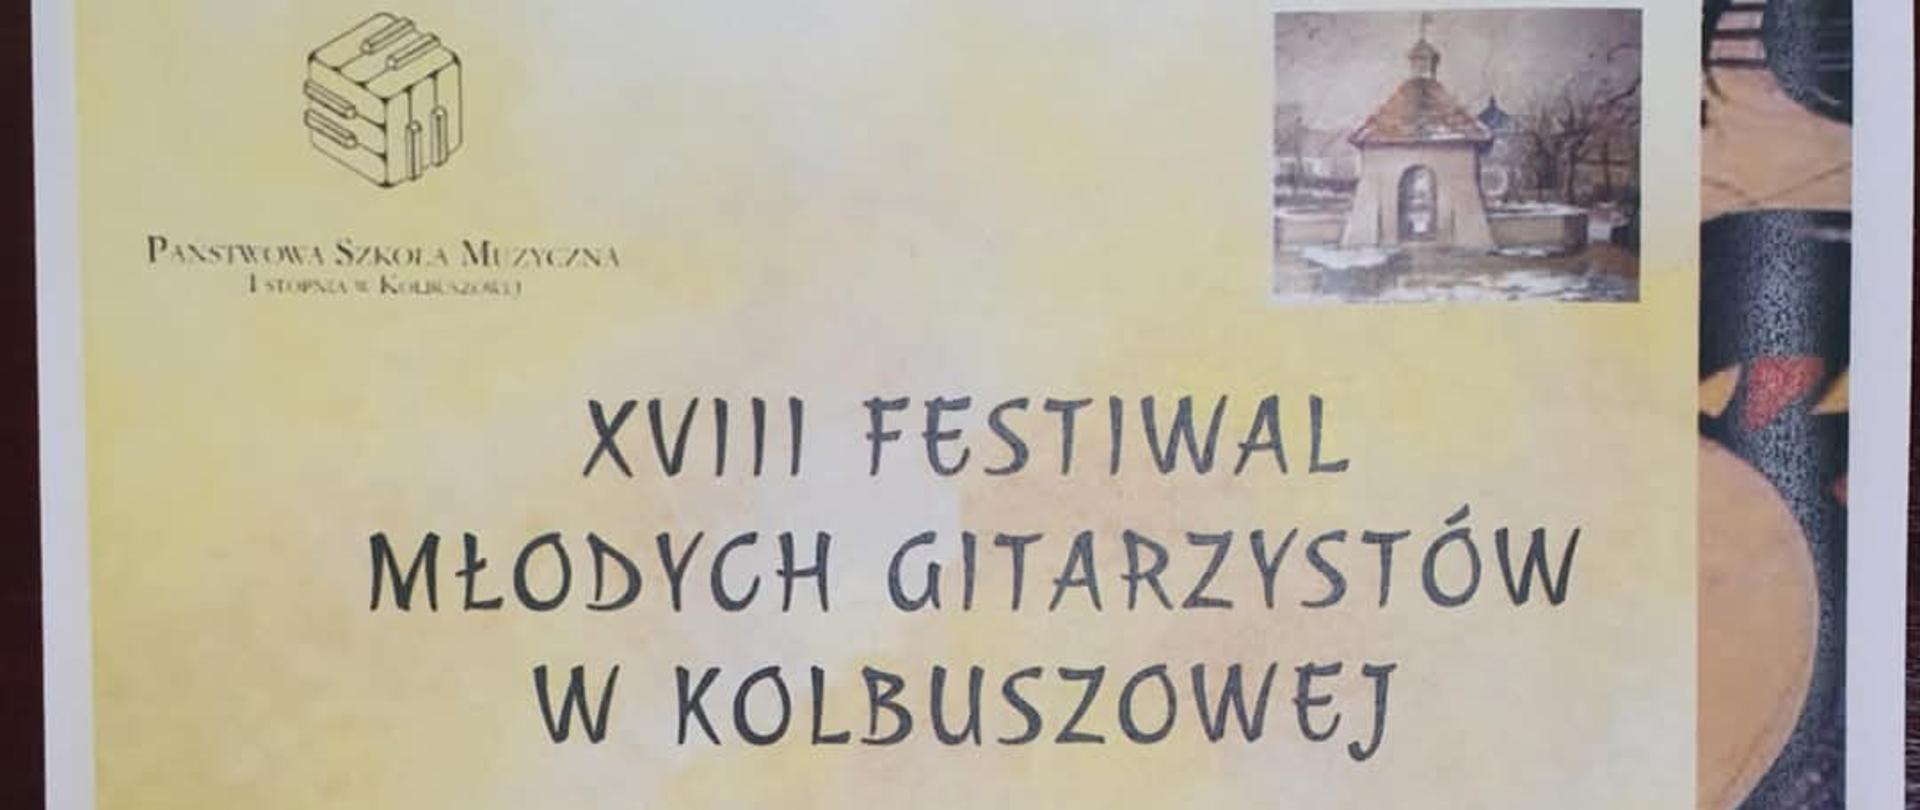 PAŃSTWOWA SZKOŁA MUZYCZNA
I STOPNIA W KOLBUSZOWEJ
XVIII FESTIWAL
MŁODYCH GITARZYSTÓW
W KOLBUSZOWEJ